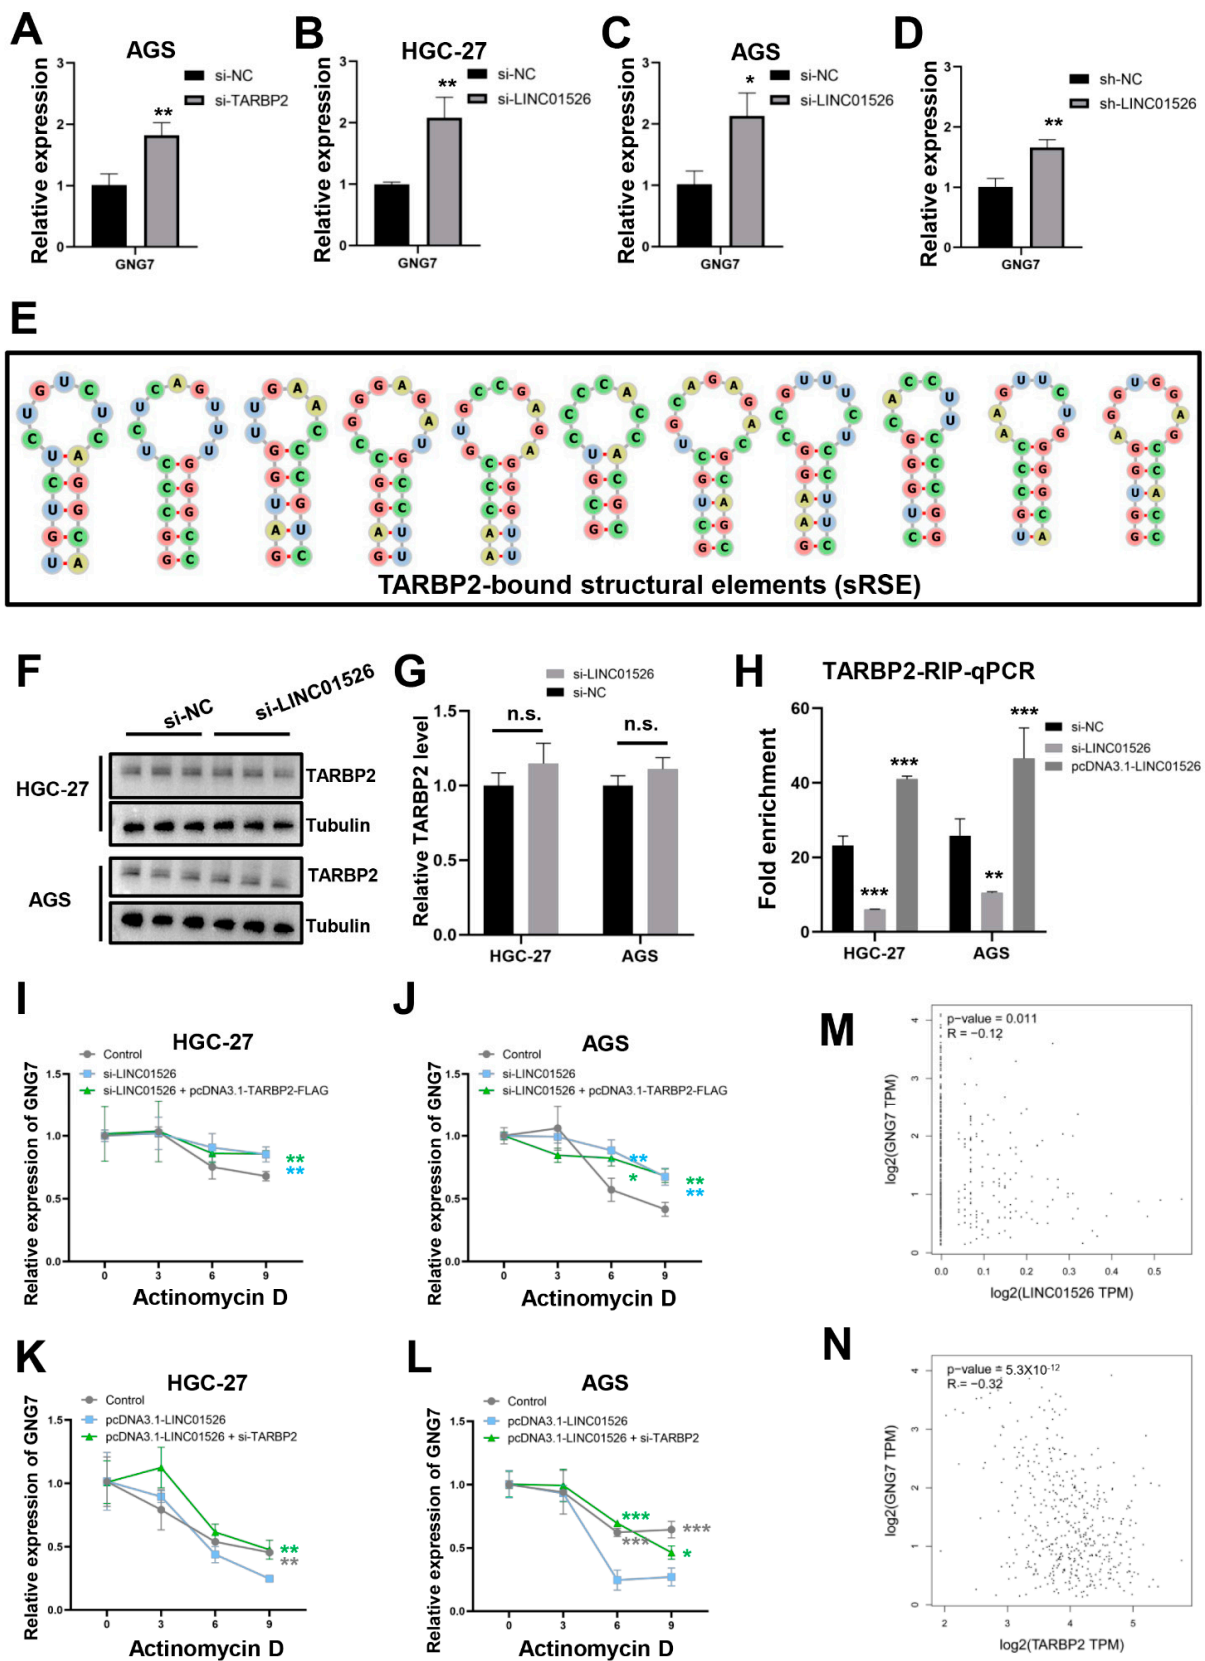 A
AGS
si-NC
si-TARBP2
Relative expression
3
2
1
0
**
GNG7
B
HGC-27
si-NC
si-LINC01526
Relative expression
3
2
1
0
**
GNG7
C
AGS
si-NC
si-LINC01526
Relative expression
3
2
1
0
*
GNG7
D
sh-NC
sh-LINC01526
Relative expression
3
2
1
0
**
GNG7
E
TARBP2-bound structural elements (sRSE)
F
si-NC
si-LINC01526
HGC-27
TARBP2
Tubulin
AGS
TARBP2
Tubulin
G
si-LINC01526
si-NC
Relative TARBP2 level
1.5
1.0
0.5
0.0
n.s.
n.s.
HGC-27
AGS
H
TARBP2-RIP-qPCR
si-NC
si-LINC01526
pcDNA3.1-LINC01526
Fold enrichment
60
40
20
0
***
***
**
***
HGC-27
AGS
I
HGC-27
Control
si-LINC01526
si-LINC01526 + pcDNA3.1-TARBP2-FLAG
Relative expression of GNG7
1.5
1.0
0.5
0.0
**
**
0 3 6 9
Actinomycin D
J
AGS
Control
si-LINC01526
si-LINC01526 + pcDNA3.1-TARBP2-FLAG
Relative expression of GNG7
1.5
1.0
0.5
0.0
**
*
**
**
0 3 6 9
Actinomycin D
M
p-value = 0.011
R = −0.12
log2(GNG7 TPM)
4
3
2
1
0
0.0 0.1 0.2 0.3 0.4 0.5
log2(LINC01526 TPM)
K
HGC-27
Control
pcDNA3.1-LINC01526
pcDNA3.1-LINC01526 + si-TARBP2
Relative expression of GNG7
1.5
1.0
0.5
0.0
**
**
0 3 6 9
Actinomycin D
L
AGS
Control
pcDNA3.1-LINC01526
pcDNA3.1-LINC01526 + si-TARBP2
Relative expression of GNG7
1.5
1.0
0.5
0.0
***
***
***
*
0 3 6 9
Actinomycin D
N
p-value = 5.3X10-12
R = −0.32
log2(GNG7 TPM)
4
3
2
1
0
2 3 4 5
log2(TARBP2 TPM)